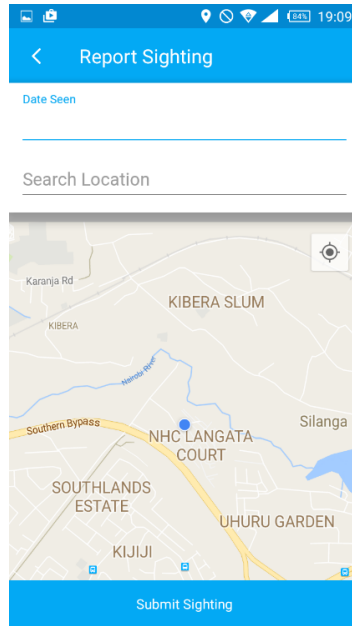 84% 19:09
Report Sighting
Date Seen
Search Location
Karanja Rd
KIBERA SLUM
KIBERA
Nairobi River
Southern Bypass
Silanga
NHC LANGATA
COURT
SOUTHLANDS
ESTATE
UHURU GARDEN
KIJIJI
Submit Sighting